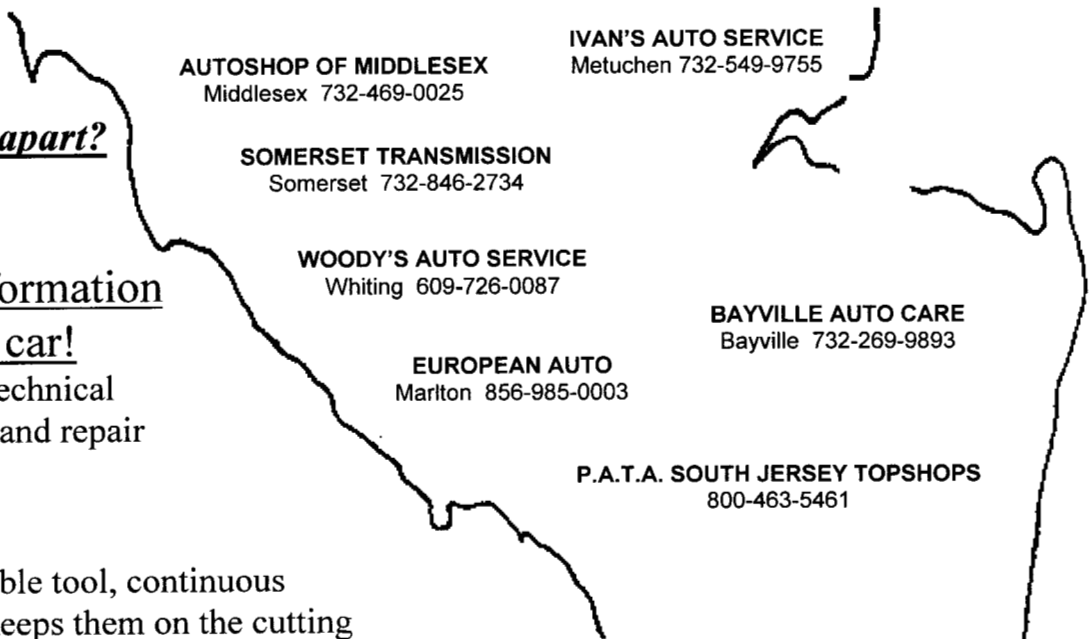 IVAN'S AUTO SERVICE
Metuchen 732-549-9755
AUTOSHOP OF MIDDLESEX
Middlesex 732-469-0025
apart?
SOMERSET TRANSMISSION
Somerset 732-846-2734
WOODY'S AUTO SERVICE
Whiting 609-726-0087
ormation
car!
BAYVILLE AUTO CARE
Bayville 732-269-9893
EUROPEAN AUTO
Marlton 856-985-0003
echnical
and repair
P.A.T.A. SOUTH JERSEY TOPSHOPS
800-463-5461
ble tool, continuous
eeps them on the cutting